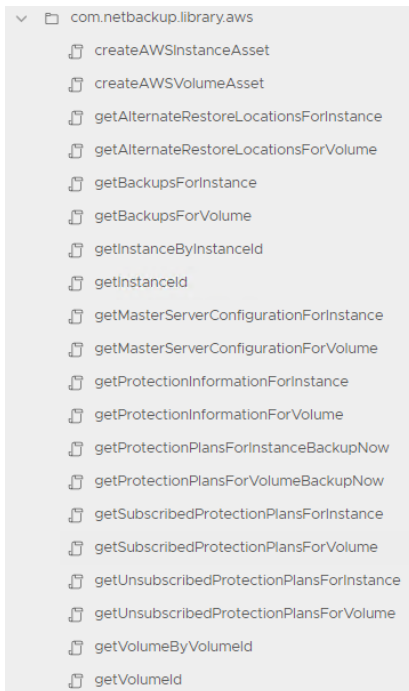 com.netbackup.library.aws
createAWSInstanceAsset
createAWSVolumeAsset
getAlternateRestoreLocationsForInstance
getAlternateRestoreLocationsForVolume
getBackupsForInstance
getBackupsForVolume
getInstanceByInstanceId
getInstanceId
getMasterServerConfigurationForInstance
getMasterServerConfigurationForVolume
getProtectionInformationForInstance
getProtectionInformationForVolume
getProtectionPlansForInstanceBackupNow
getProtectionPlansForVolumeBackupNow
getSubscribedProtectionPlansForInstance
getSubscribedProtectionPlansForVolume
getUnsubscribedProtectionPlansForInstance
getUnsubscribedProtectionPlansForVolume
getVolumeByVolumeId
getVolumeId